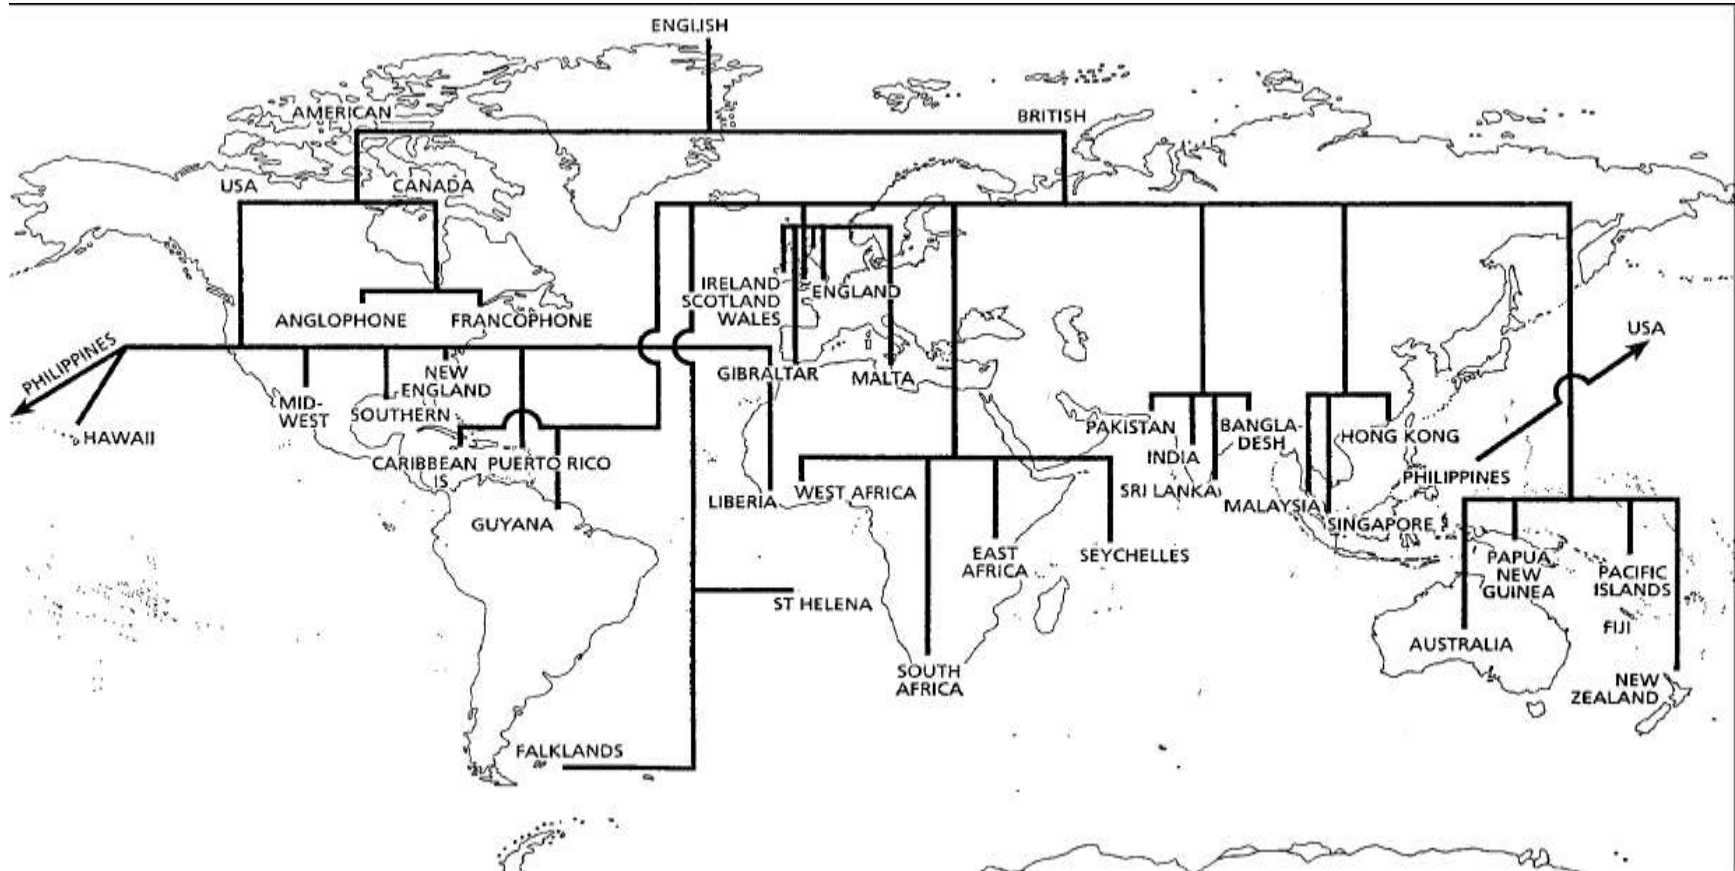 ENGLISH
AMERICAN
BRITISH
USA
CANADA
ANGLOPHONE
FRANCOPHONE
IRELAND
SCOTLAND
WALES
ENGLAND
GIBRALTAR
MALTA
PHILIPPINES
HAWAII
MID-
WEST
SOUTHERN
NEW
ENGLAND
CARIBBEAN
IS
PUERTO RICO
GUYANA
LIBERIA
WEST AFRICA
EAST
AFRICA
SEYCHELLES
SOUTH
AFRICA
ST HELENA
FALKLANDS
PAKISTAN
INDIA
SRI LANKA
BANGLA-
DESH
MALAYSIA
SINGAPORE
HONG KONG
PHILIPPINES
USA
PAPUA
NEW
GUINEA
PACIFIC
ISLANDS
FIJI
AUSTRALIA
NEW
ZEALAND